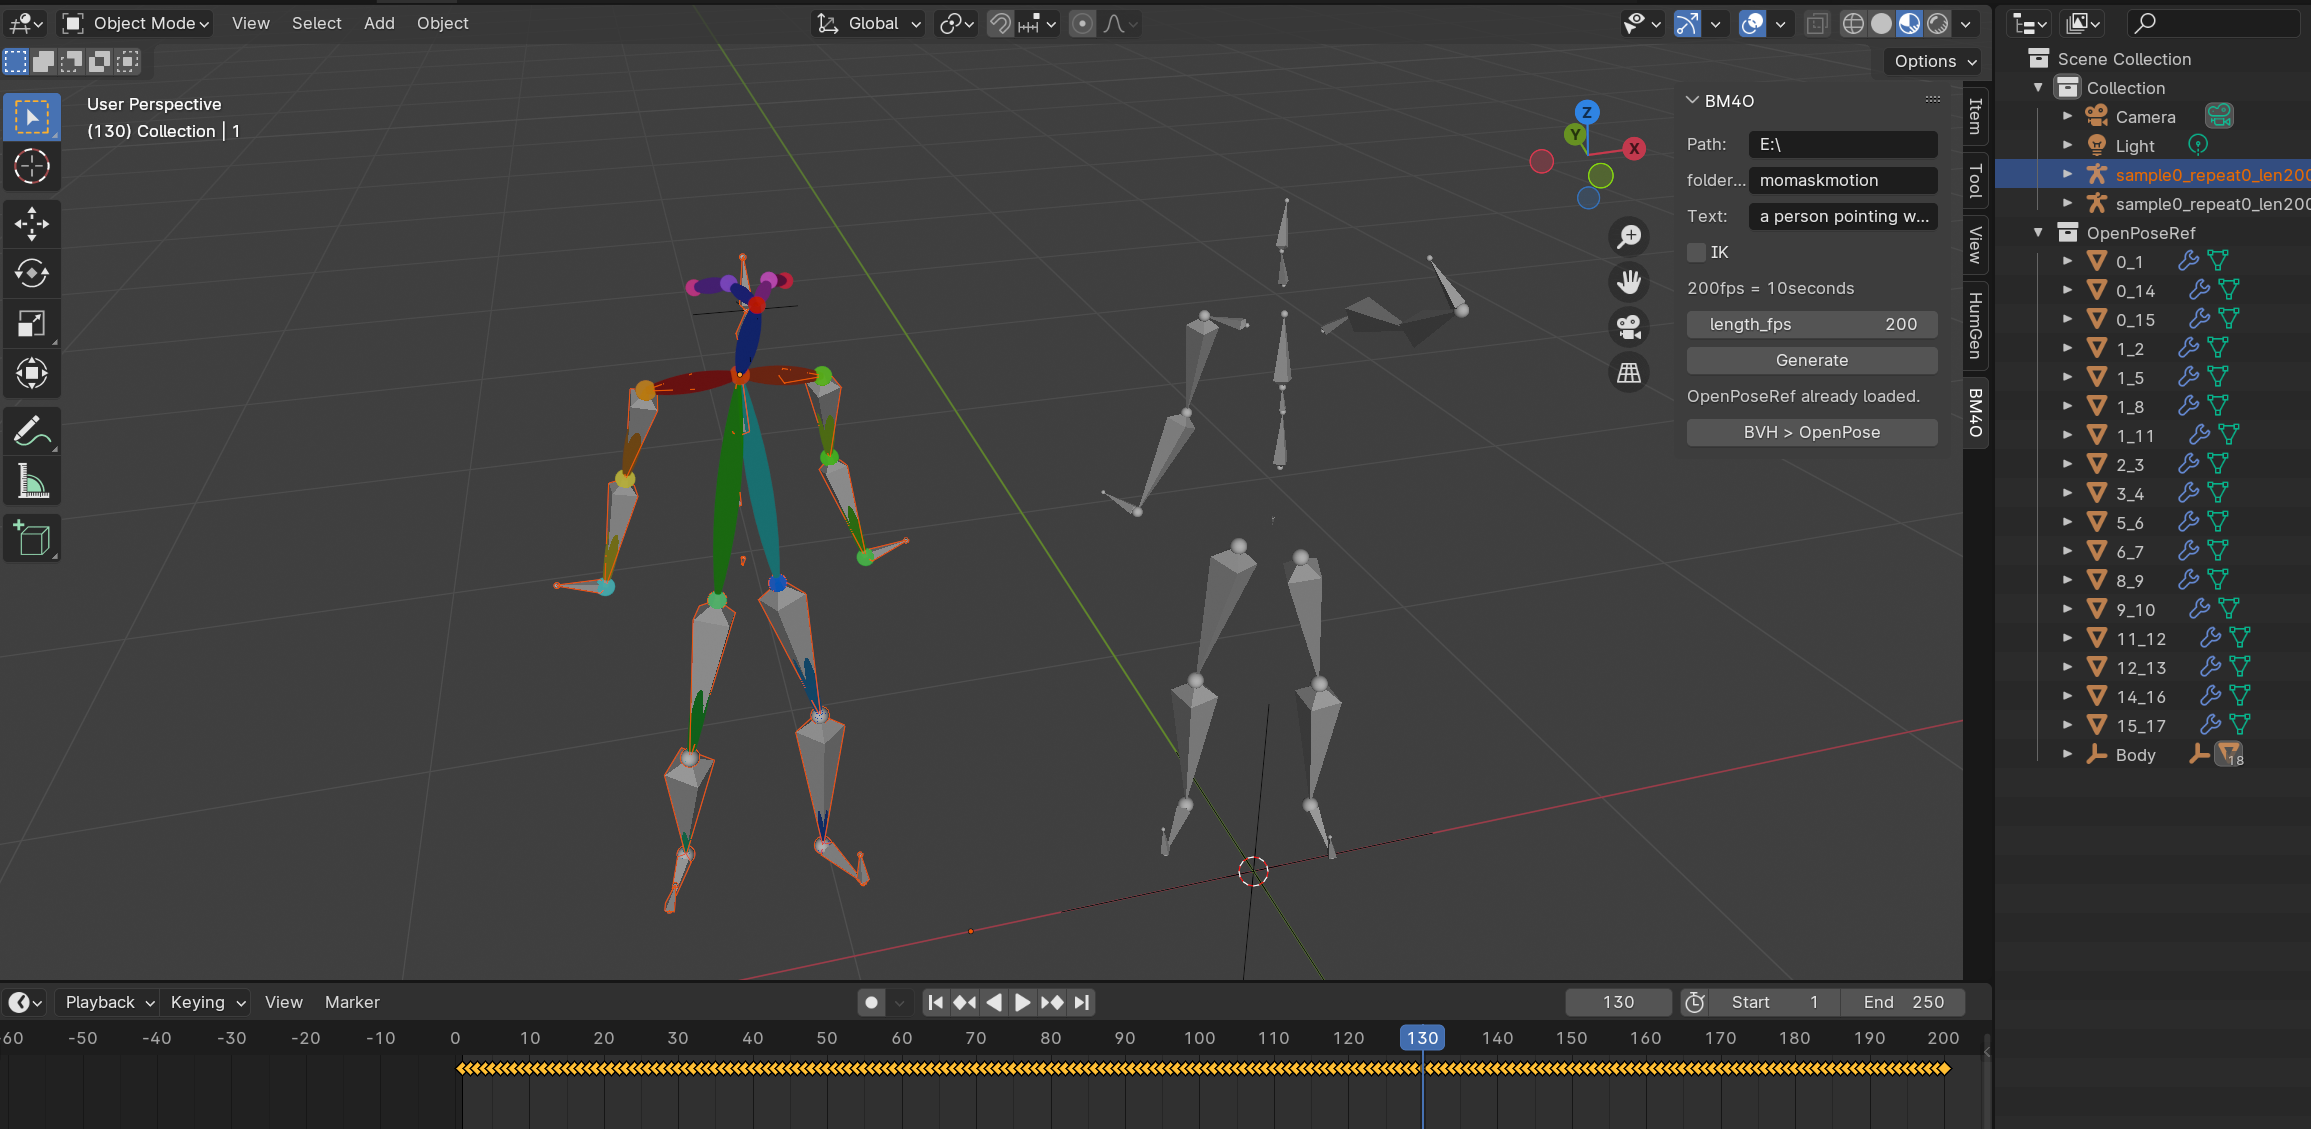 Object Mode
View
Select
Add
Object
Global
Options
User Perspective
(130) Collection | 1
Z
Y
X
BM4O
Path:
E:\
folder...
momaskmotion
Text:
a person pointing w...
IK
200fps = 10seconds
length_fps
200
Generate
OpenPoseRef already loaded.
BVH > OpenPose
Item
Tool
View
HumGen
BM4O
Scene Collection
Collection
Camera
Light
sample0_repeat0_len200
sample0_repeat0_len200
OpenPoseRef
0_1
0_14
0_15
1_2
1_5
1_8
1_11
2_3
3_4
5_6
6_7
8_9
9_10
11_12
12_13
14_16
15_17
Body
18
Playback
Keying
View
Marker
130
Start 1
End 250
-60 -50 -40 -30 -20 -10 0 10 20 30 40 50 60 70 80 90 100 110 120 130 140 150 160 170 180 190 200